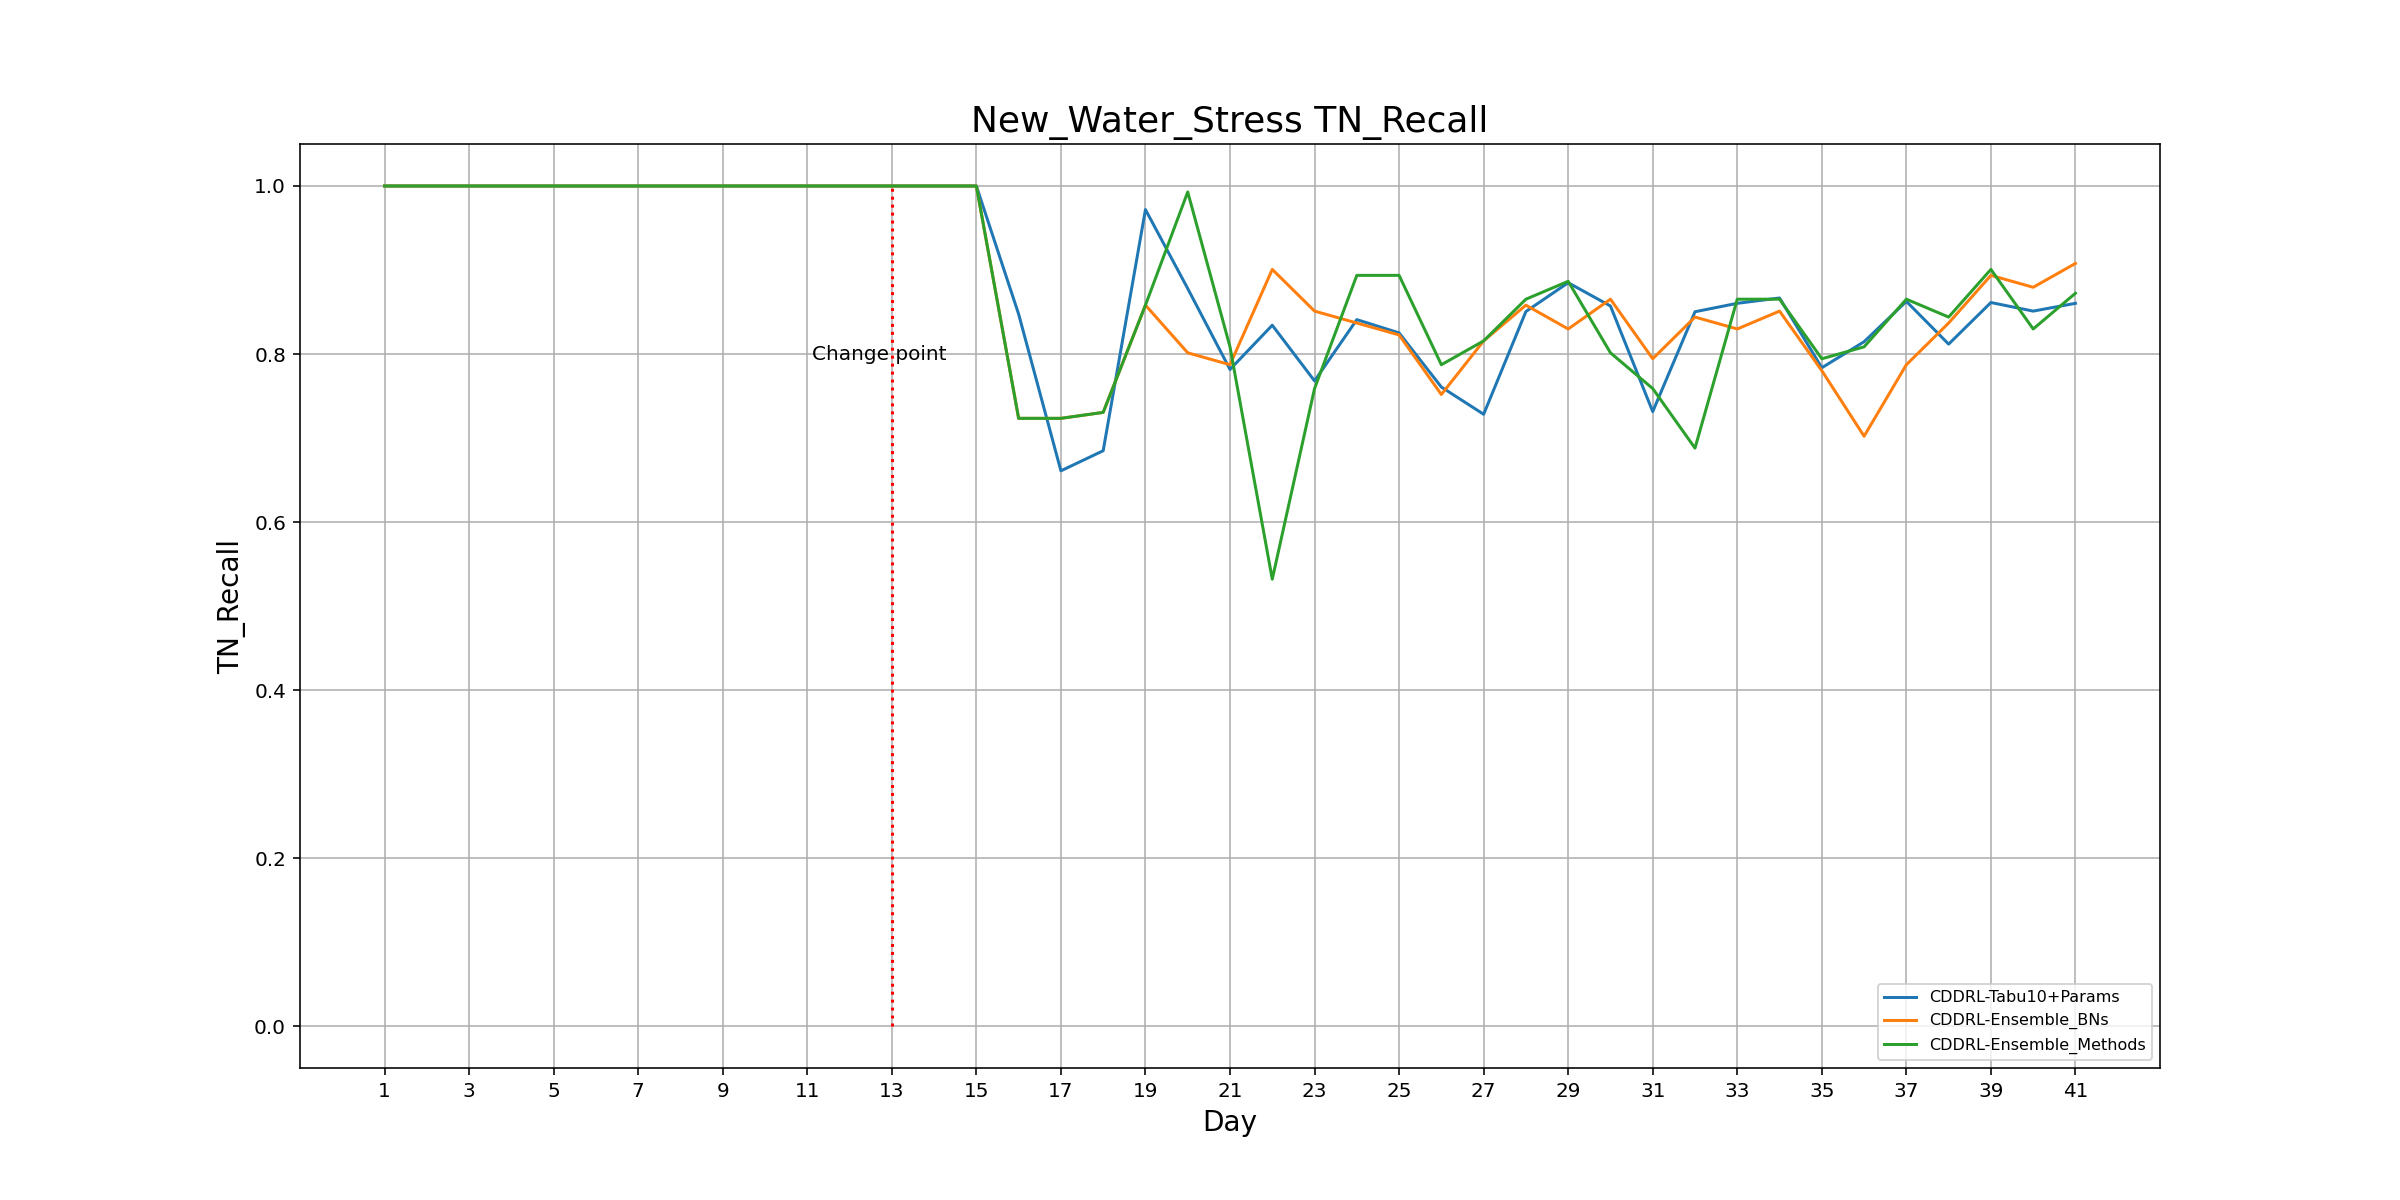 New_Water_Stress TN_Recall
1.0
0.8
0.6
0.4
0.2
0.0
TN_Recall
Change point
1 3 5 7 9 11 13 15 17 19 21 23 25 27 29 31 33 35 37 39 41
Day
CDDRL-Tabu10+Params
CDDRL-Ensemble_BNs
CDDRL-Ensemble_Methods